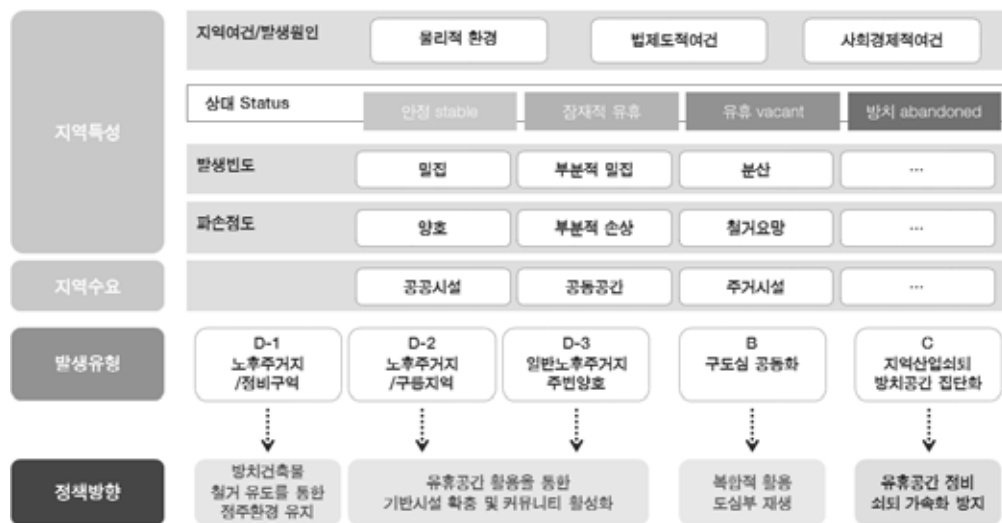 지역특성
지역여건/발생원인
물리적 환경
법제도적여건
사회경제적여건
상태 Status
안정 stable
잠재적 유휴
유휴 vacant
방치 abandoned
발생빈도
밀집
부분적 밀집
분산
...
파손정도
양호
부분적 손상
철거요망
...
지역수요
공공시설
공동공간
주거시설
...
발생유형
D-1
노후주거지
/정비구역
D-2
노후주거지
/구릉지역
D-3
일반노후주거지
주변양호
B
구도심 공동화
C
지역산업쇠퇴
방치공간 집단화
정책방향
방치건축물
철거 유도를 통한
정주환경 유지
유휴공간 활용을 통한
기반시설 확충 및 커뮤니티 활성화
복합적 활용
도심부 재생
유휴공간 정비
쇠퇴 가속화 방지